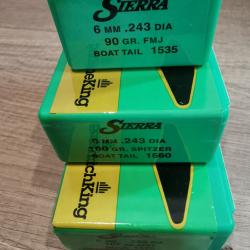 SIERRA
6 MM .243 DIA
90 GR. FMJ
BOAT TAIL 1535
SIERRA
6 MM .243 DIA
100 GR. SPITZER
BOAT TAIL 1560
SIERRA